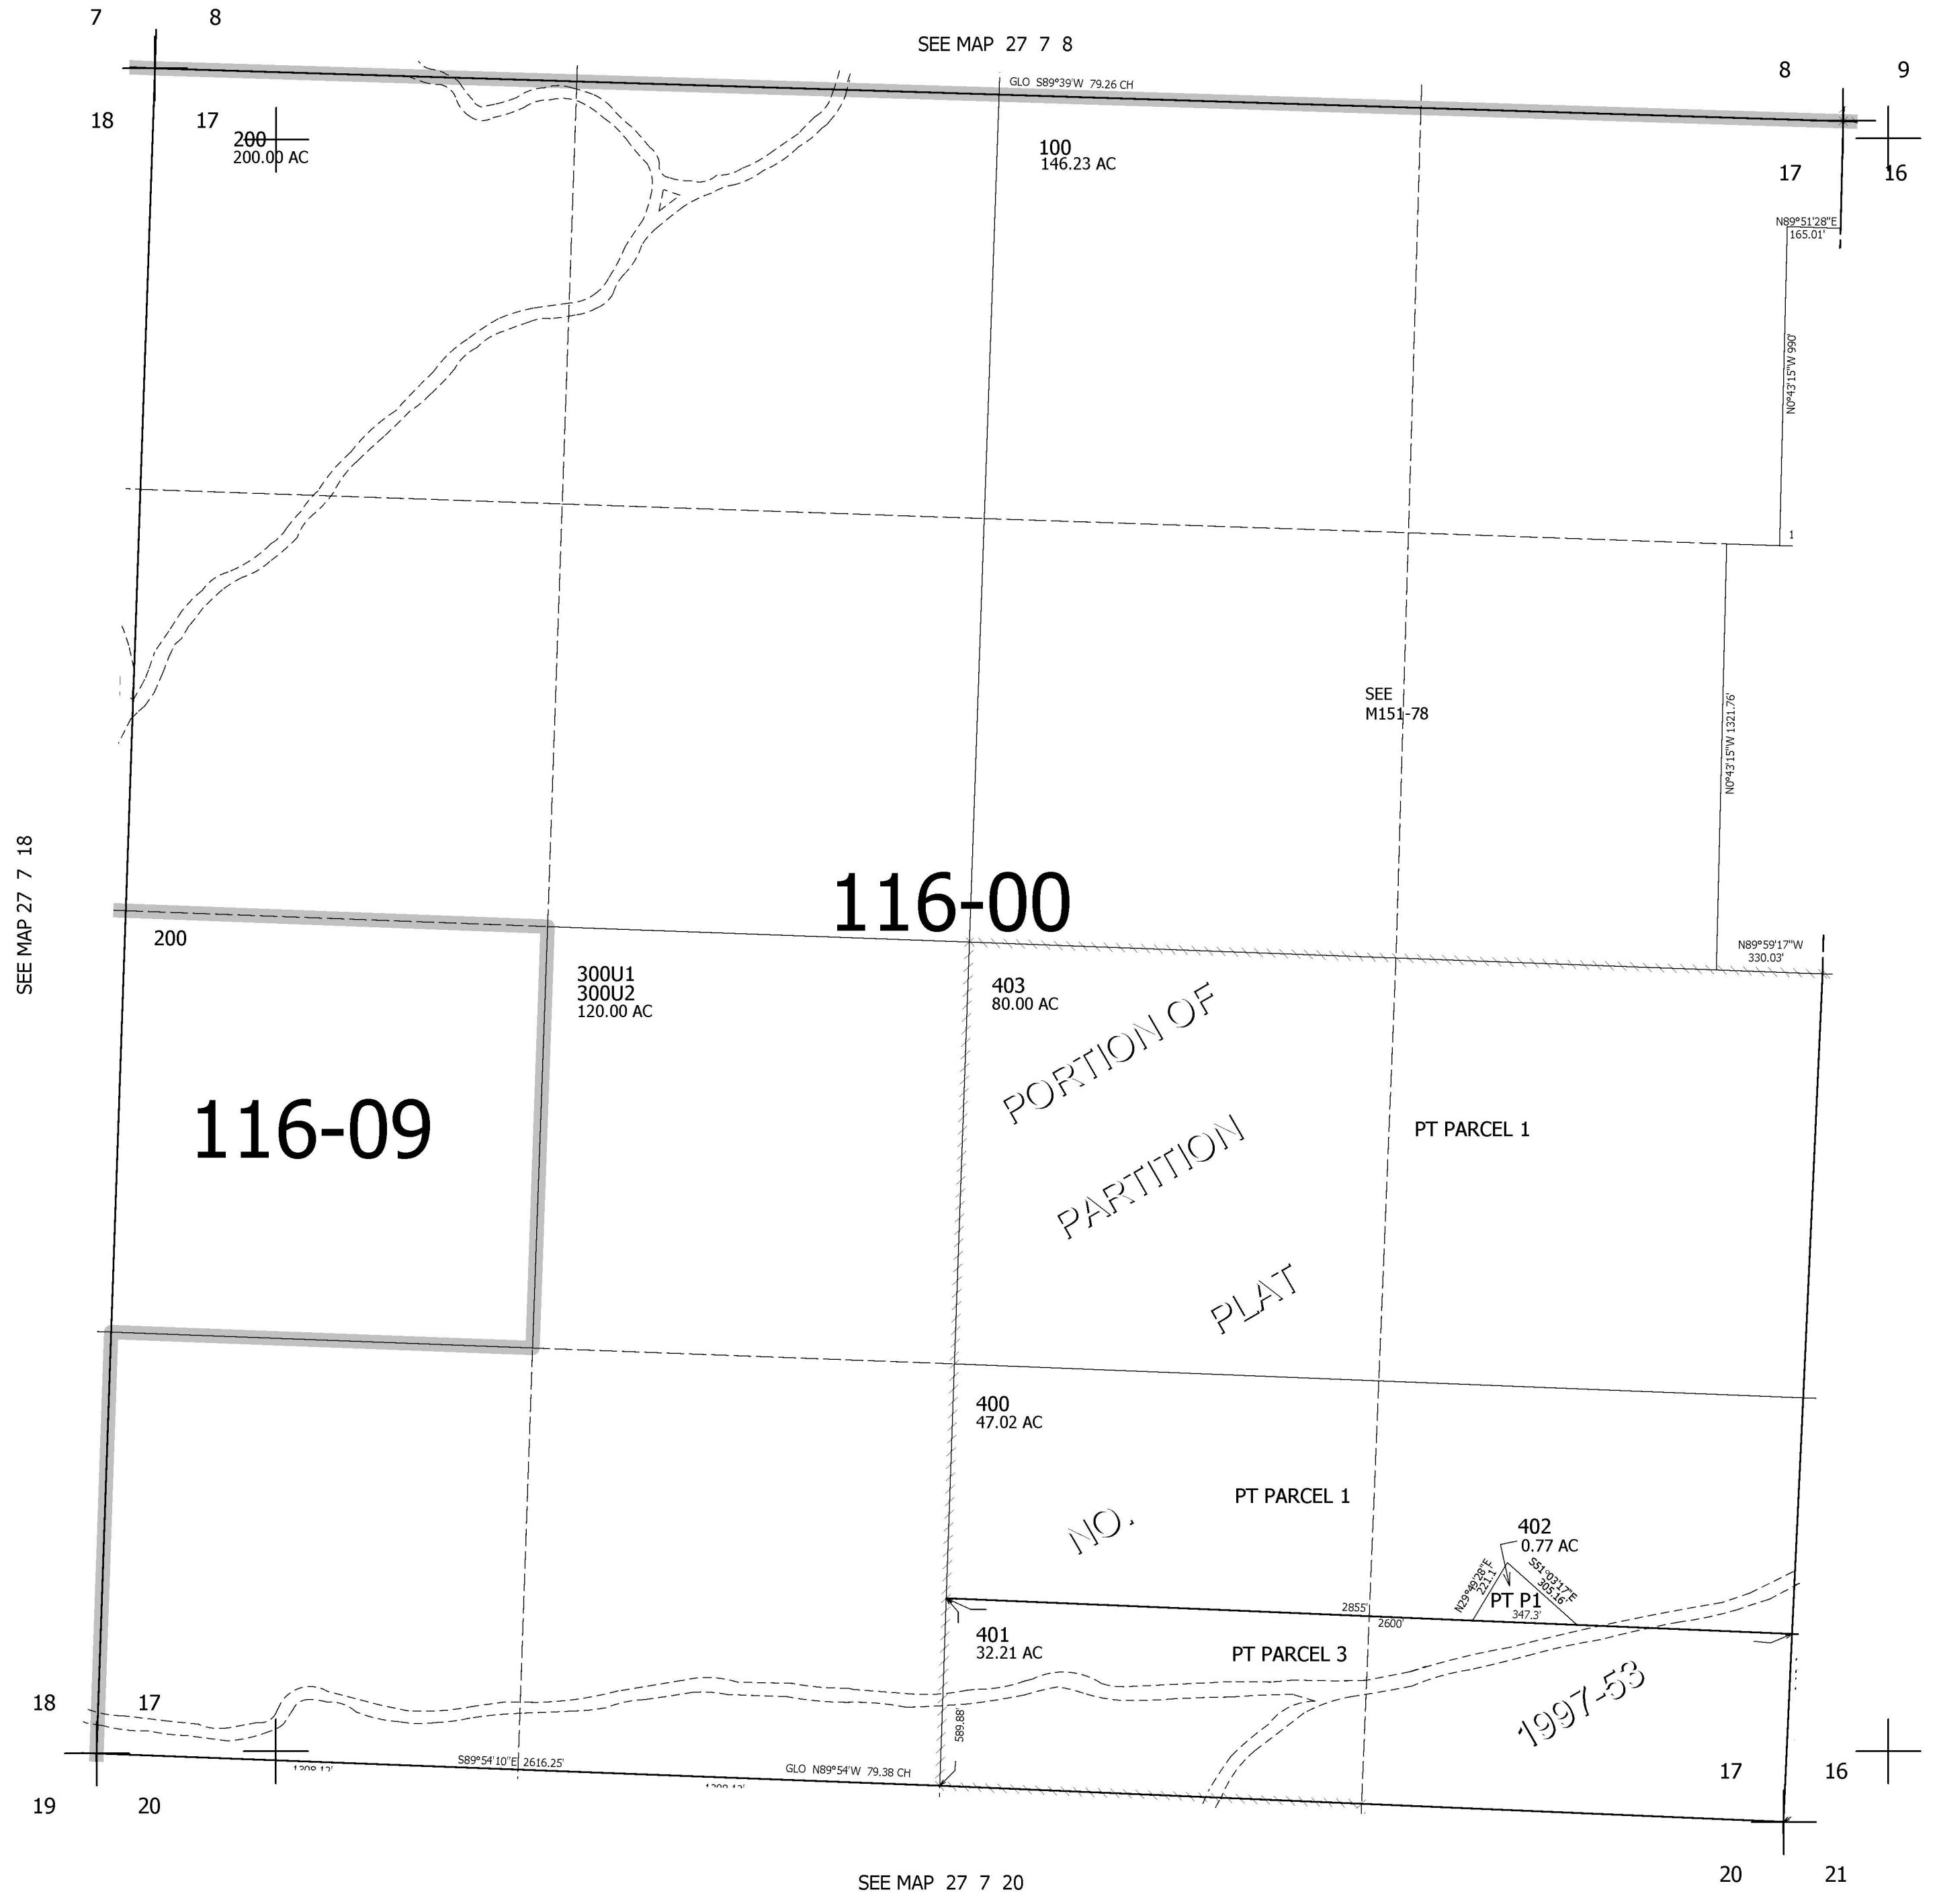 7 8
SEE MAP 27 7 8
8 9
GLO S89°39'W 79.26 CH
18 17
200
200.00 AC
100
146.23 AC
17 16
N89°51'28"E
165.01'
N0°43'15"W 990'
1
SEE
M151-78
N0°43'15"W 1321.76'
SEE MAP 27 7 18
116-00
200
N89°59'17"W
330.03'
300U1
300U2
120.00 AC
403
80.00 AC
PORTION OF
116-09
PT PARCEL 1
PARTITION
PLAT
400
47.02 AC
PT PARCEL 1
NO.
402
0.77 AC
N29°49'28"E
221.1'
S51°03'17"E
305.16'
PT P1
347.3'
2855'
2600'
401
32.21 AC
PT PARCEL 3
1997-53
18 17
589.88'
S89°54'10"E 2616.25'
GLO N89°54'W 79.38 CH
17 16
19 20
SEE MAP 27 7 20
20 21